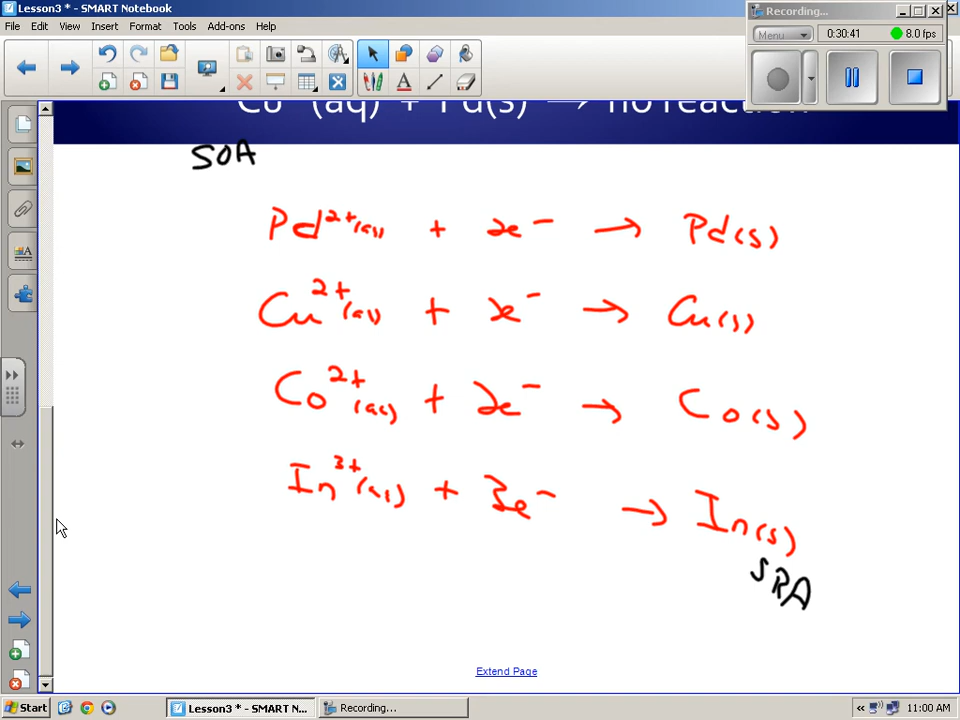 Lesson3 * - SMART Notebook
Recording...
File Edit View Insert Format Tools Add-ons Help
Menu 0:30:41 8.0 fps
(aq) + Pd(s) → no reaction
SOA
Pd²⁺(aq) + 2e⁻ → Pd(s)
Cu²⁺(aq) + 2e⁻ → Cu(s)
Co²⁺(aq) + 2e⁻ → Co(s)
In³⁺(aq) + 3e⁻ → In(s)
SRA
Extend Page
Start Lesson3 * - SMART N... Recording... 11:00 AM